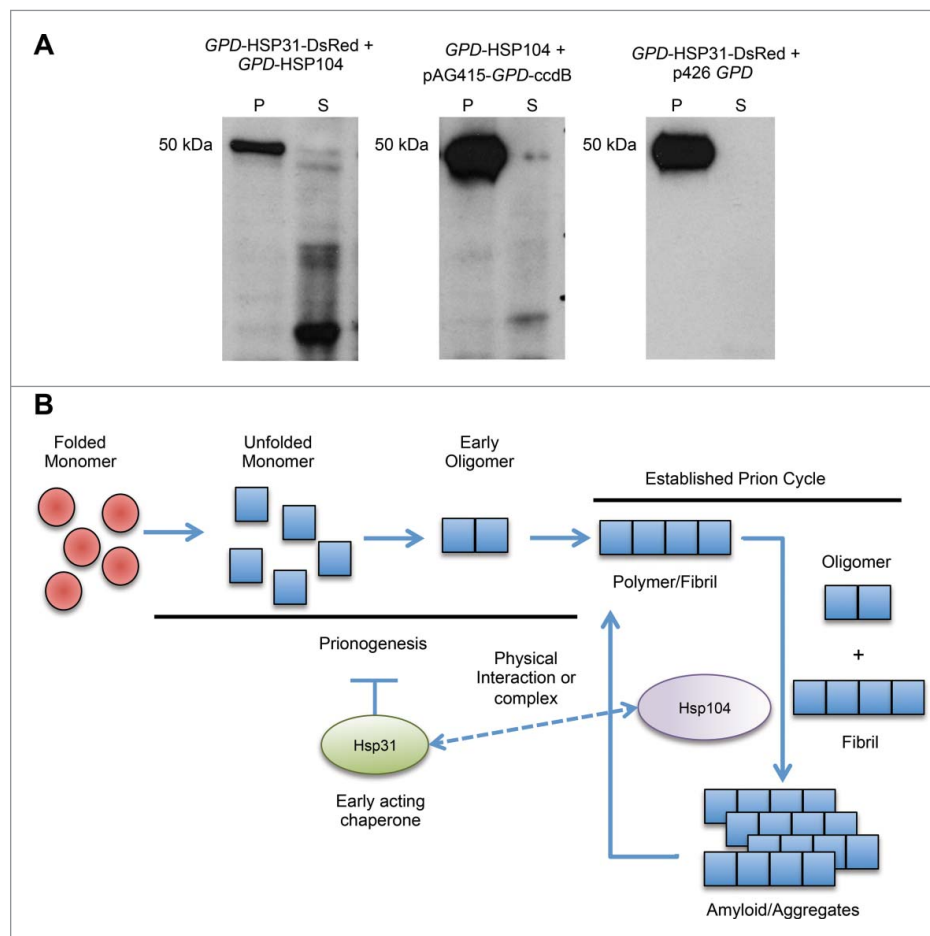 A
GPD-HSP31-DsRed +
GPD-HSP104
P S
50 kDa
GPD-HSP104 +
pAG415-GPD-ccdB
P S
50 kDa
GPD-HSP31-DsRed +
p426 GPD
P S
50 kDa
B
Folded
Monomer
Unfolded
Monomer
Early
Oligomer
Established Prion Cycle
Polymer/Fibril
Oligomer
+
Fibril
Prionogenesis
Physical
Interaction or
complex
Hsp31
Hsp104
Early acting
chaperone
Amyloid/Aggregates